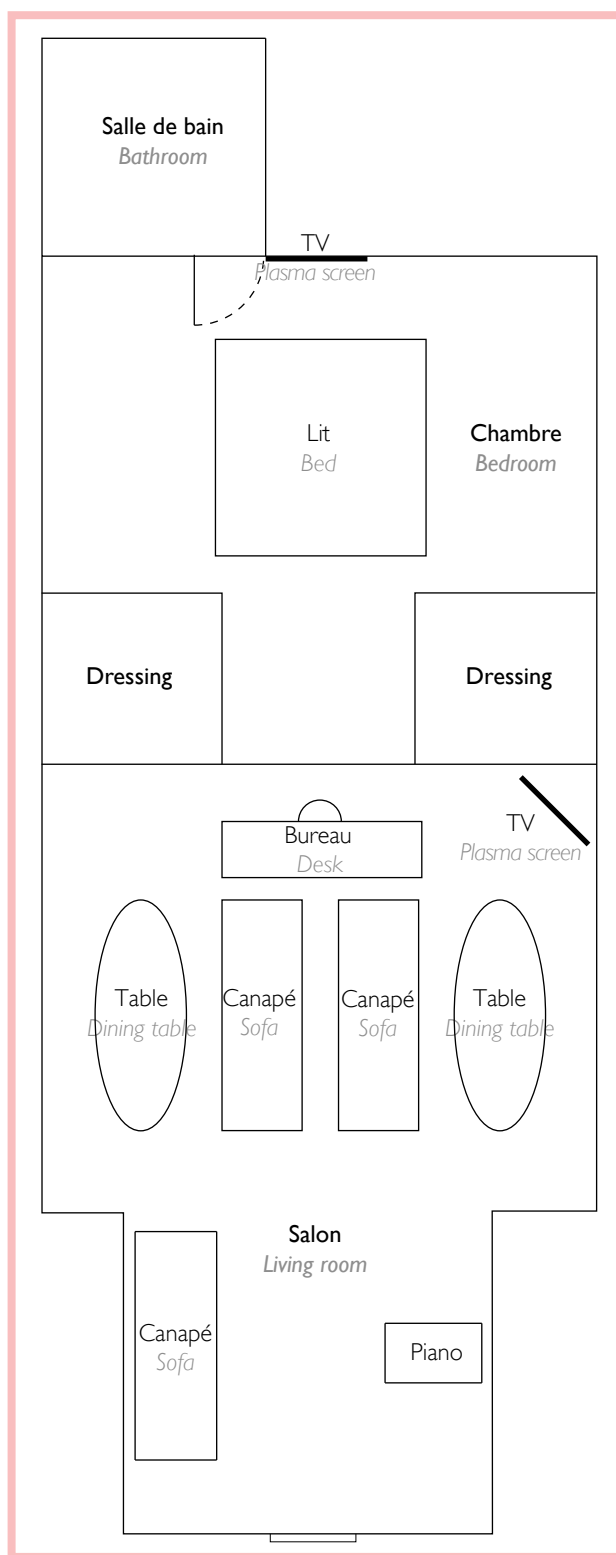 Salle de bain
Bathroom
TV
Plasma screen
Lit
Bed
Chambre
Bedroom
Dressing
Dressing
Bureau
Desk
TV
Plasma screen
Table
Dining table
Canapé
Sofa
Canapé
Sofa
Table
Dining table
Salon
Living room
Canapé
Sofa
Piano